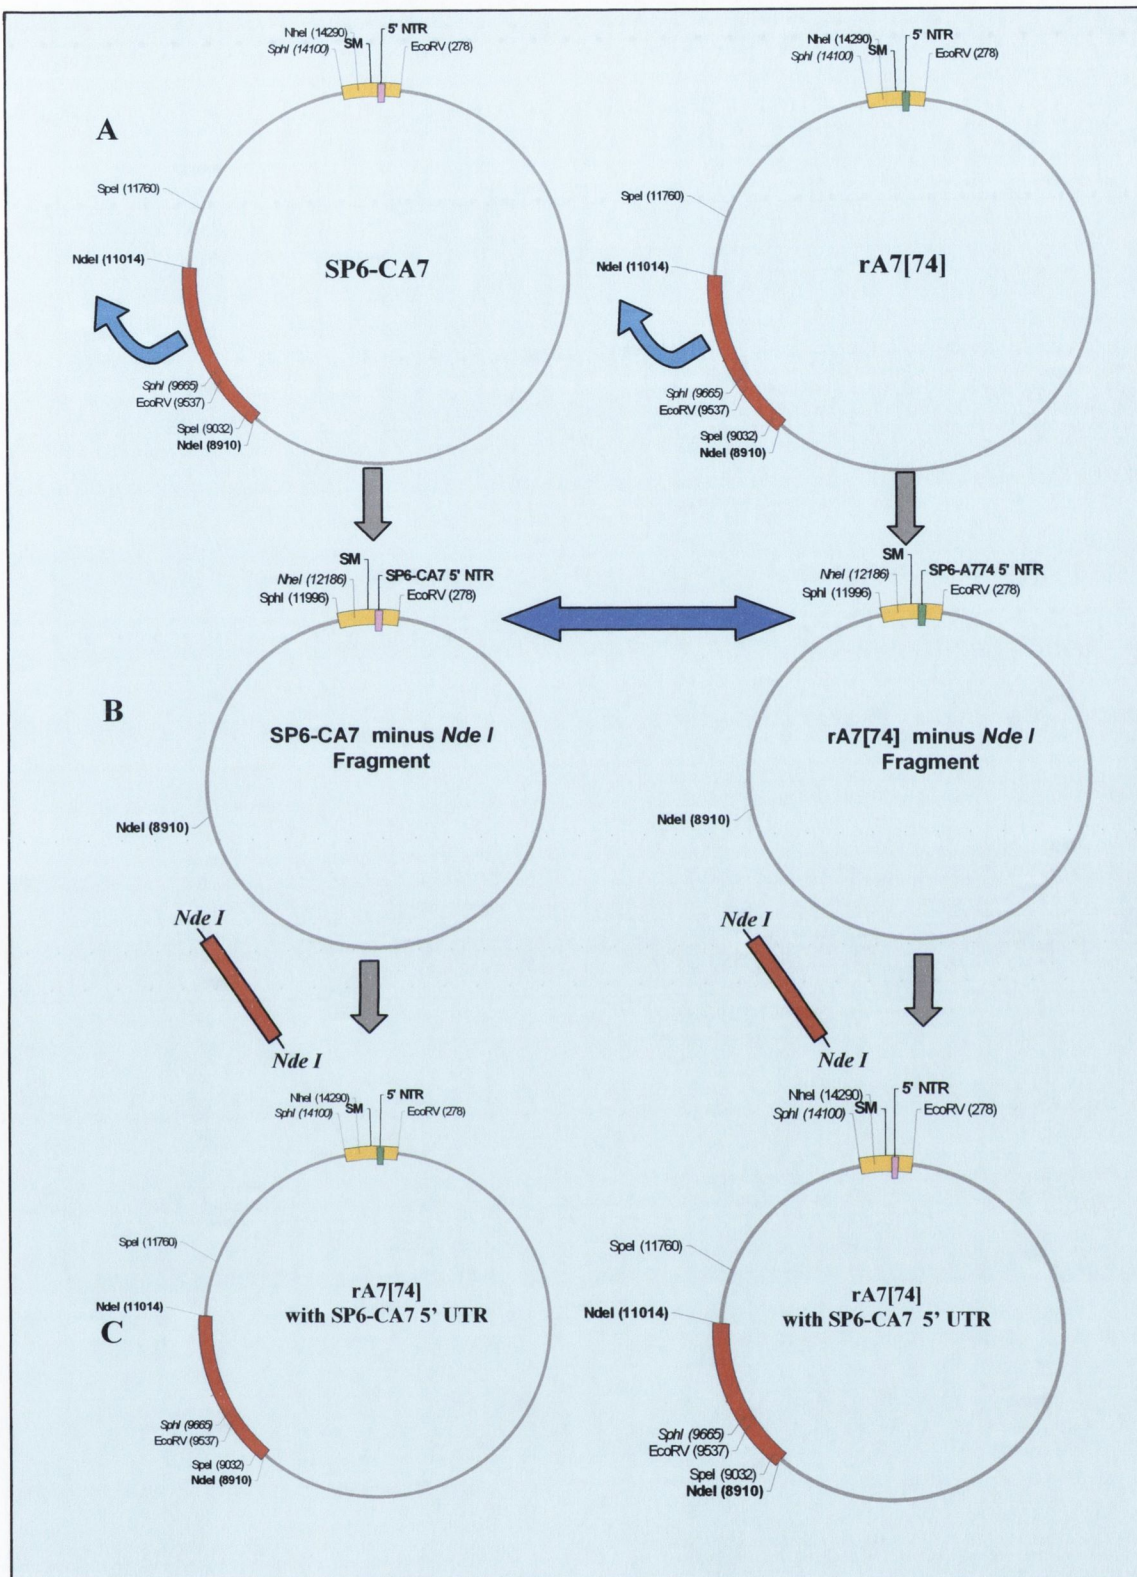 NheI (14290)
5' NTR
SphI (14100)
SM
EcoRV (278)
A
SpeI (11760)
NdeI (11014)
SP6-CA7
SphI (9665)
EcoRV (9537)
SpeI (9032)
NdeI (8910)
NheI (14290)
5' NTR
SphI (14100)
SM
EcoRV (278)
SpeI (11760)
NdeI (11014)
rA7[74]
SphI (9665)
EcoRV (9537)
SpeI (9032)
NdeI (8910)
SM
NheI (12186)
SP6-CA7 5' NTR
SphI (11996)
EcoRV (278)
B
SP6-CA7 minus Nde I
Fragment
NdeI (8910)
SM
SP6-A774 5' NTR
NheI (12186)
SphI (11996)
EcoRV (278)
rA7[74] minus Nde I
Fragment
NdeI (8910)
Nde I
Nde I
Nde I
Nde I
NheI (14290)
5' NTR
SphI (14100)
SM
EcoRV (278)
SpeI (11760)
NdeI (11014)
C
rA7[74]
with SP6-CA7 5’ UTR
SphI (9665)
EcoRV (9537)
SpeI (9032)
NdeI (8910)
NheI (14290)
5' NTR
SphI (14100)
SM
EcoRV (278)
SpeI (11760)
NdeI (11014)
rA7[74]
with SP6-CA7 5’ UTR
SphI (9665)
EcoRV (9537)
SpeI (9032)
NdeI (8910)